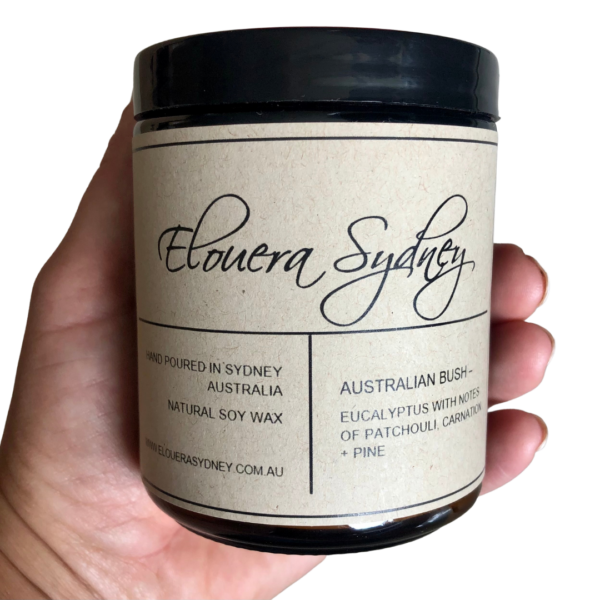 Elouera Sydney
HAND POURED IN SYDNEY
AUSTRALIA
NATURAL SOY WAX
WWW.ELOUERASYDNEY.COM.AU
AUSTRALIAN BUSH –
EUCALYPTUS WITH NOTES
OF PATCHOULI, CARNATION
+ PINE